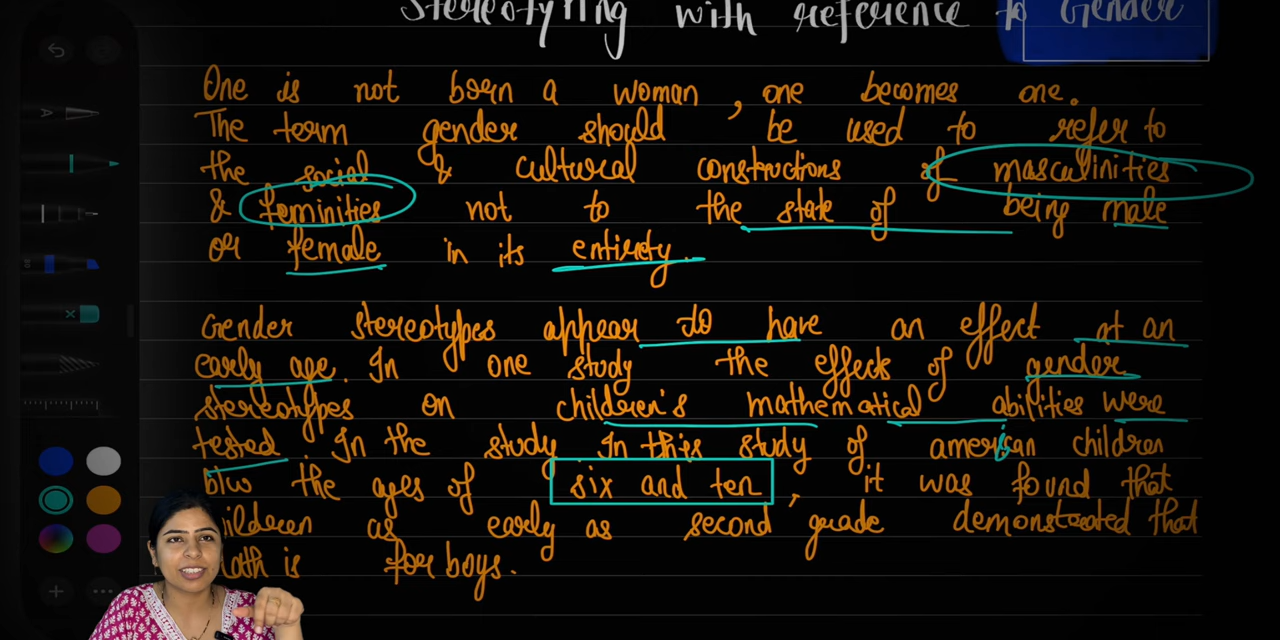 Stereotyping with reference to Gender
One is not born a woman, one becomes one.
The term gender should be used to refer to
the social & cultural constructions of masculinities
& feminities not to the state of being male
or female in its entirety.
Gender stereotypes appear to have an effect at an
early age. In one study the effects of gender
stereotypes on children's mathematical abilities were
tested. In the study In this study of american children
b/w the ages of six and ten, it was found that
children as early as second grade demonstrated that
Math is for boys.